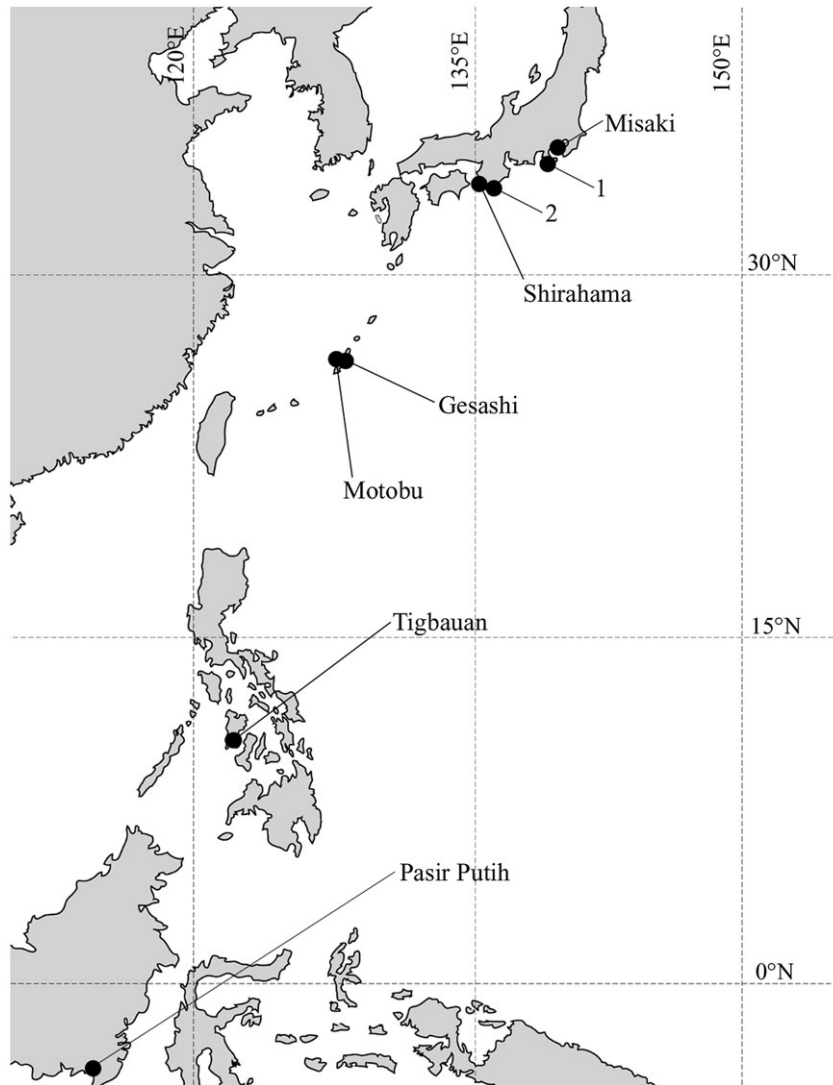 120°E
135°E
150°E
Misaki
1
2
Shirahama
30°N
Gesashi
Motobu
Tigbauan
15°N
Pasir Putih
0°N